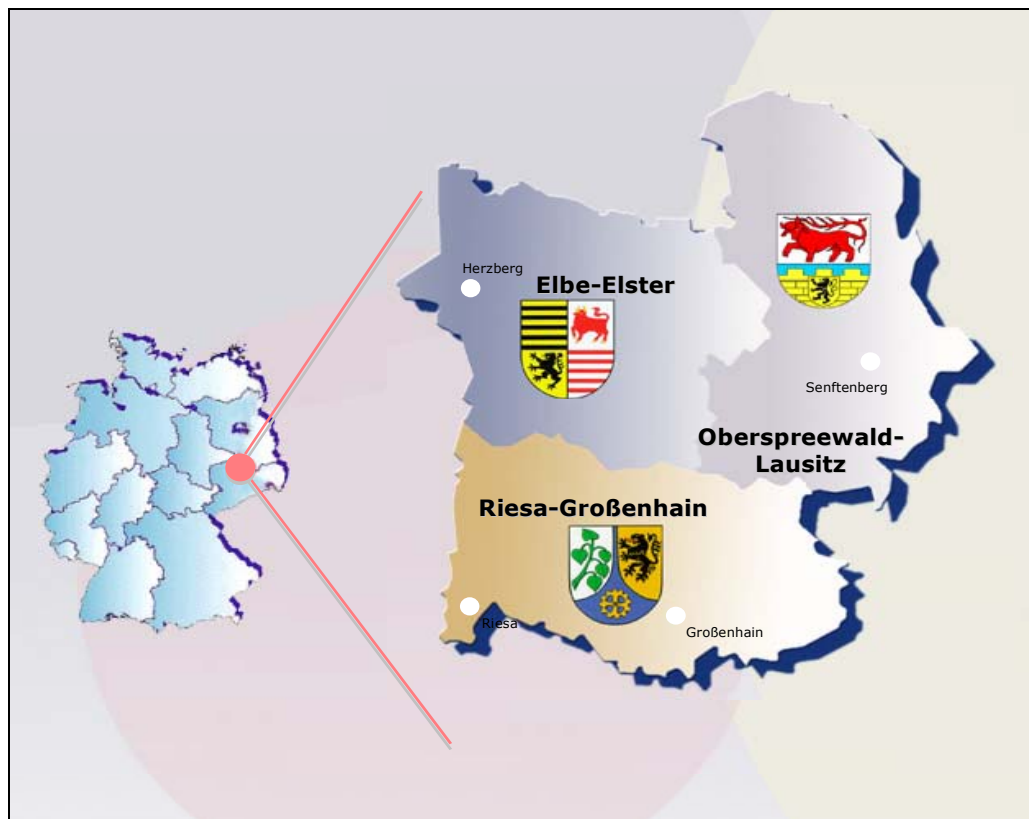 Herzberg
Elbe-Elster
Senftenberg
Oberspreewald-
Lausitz
Riesa-Großenhain
Riesa
Großenhain